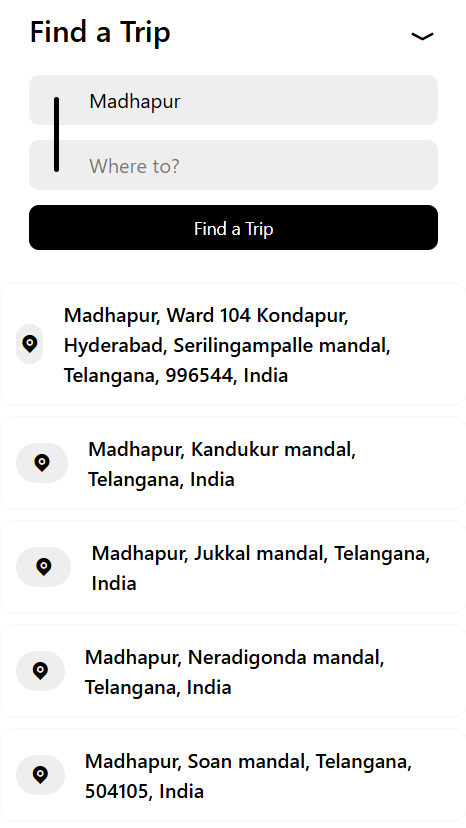 Find a Trip
Madhapur
Where to?
Find a Trip
Madhapur, Ward 104 Kondapur,
Hyderabad, Serilingampalle mandal,
Telangana, 996544, India
Madhapur, Kandukur mandal,
Telangana, India
Madhapur, Jukkal mandal, Telangana,
India
Madhapur, Neradigonda mandal,
Telangana, India
Madhapur, Soan mandal, Telangana,
504105, India